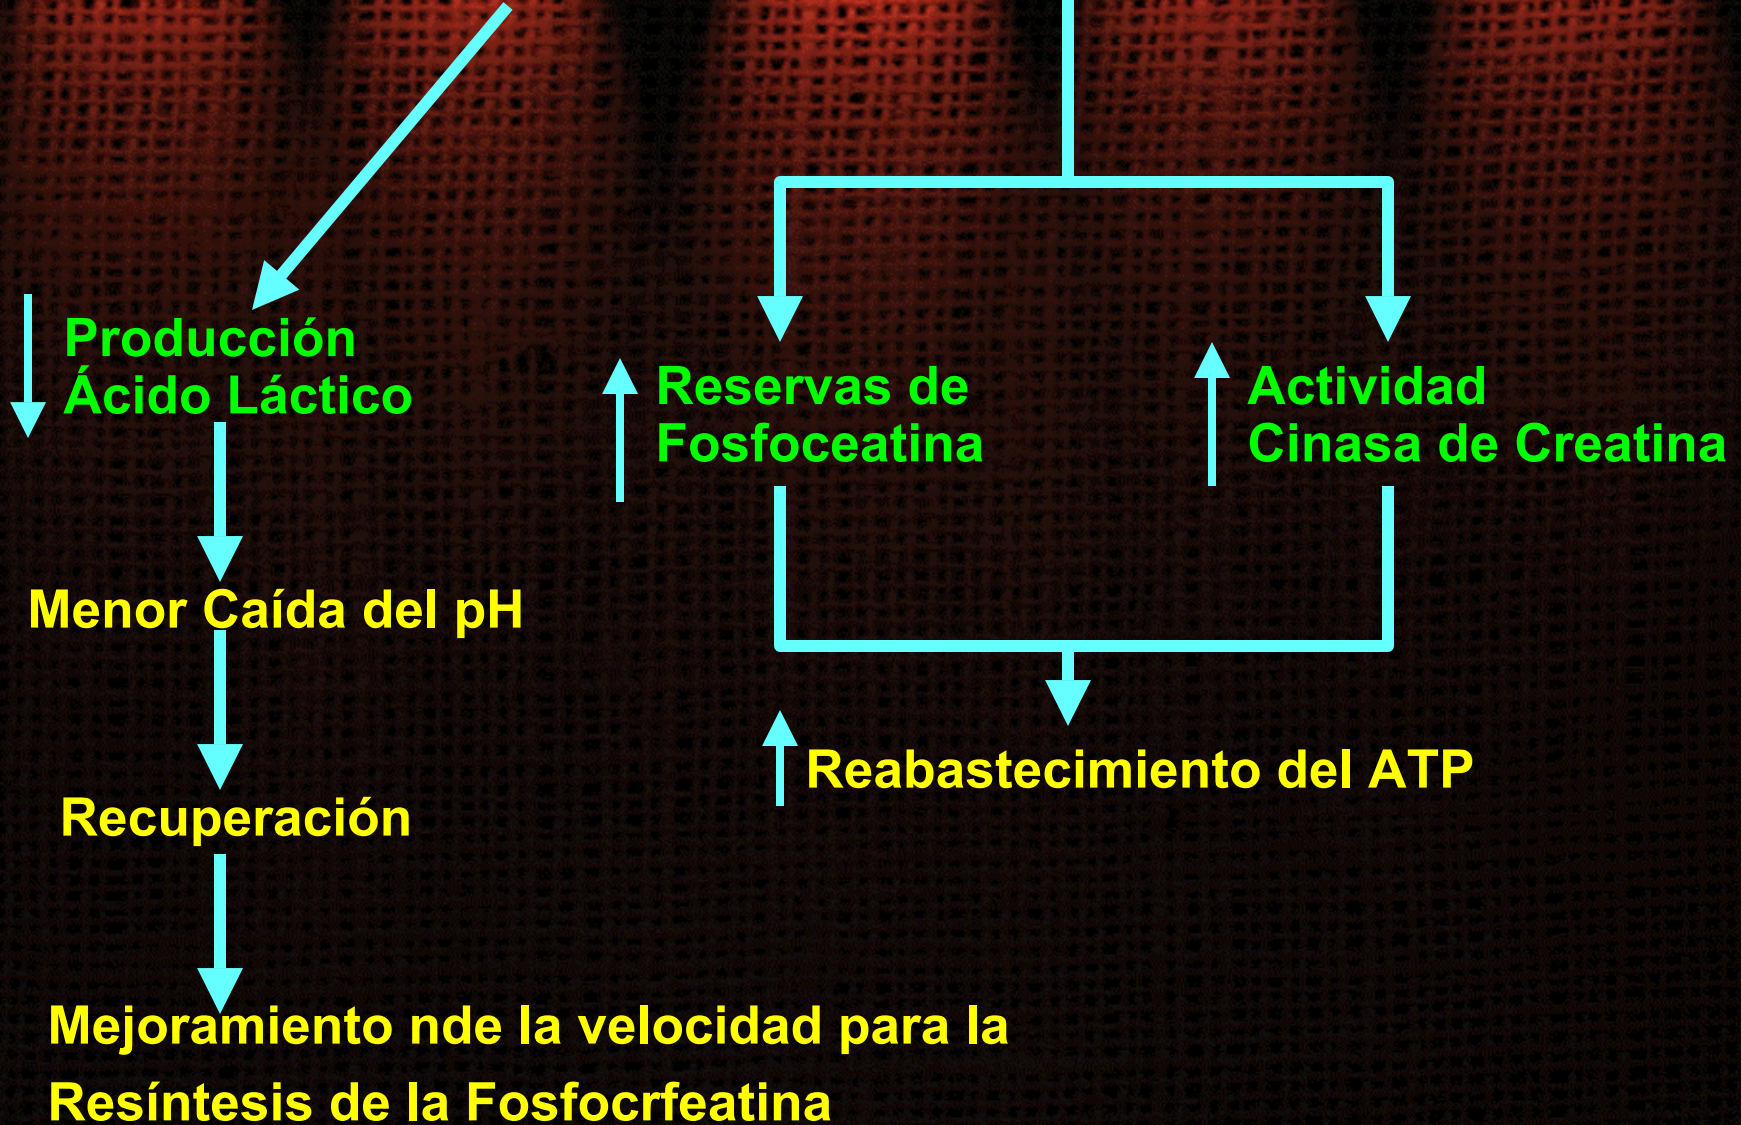 Producción
Ácido Láctico
Menor Caída del pH
Recuperación
Mejoramiento nde la velocidad para la
Resíntesis de la Fosfocrfeatina
Reservas de
Fosfoceatina
Actividad
Cinasa de Creatina
Reabastecimiento del ATP